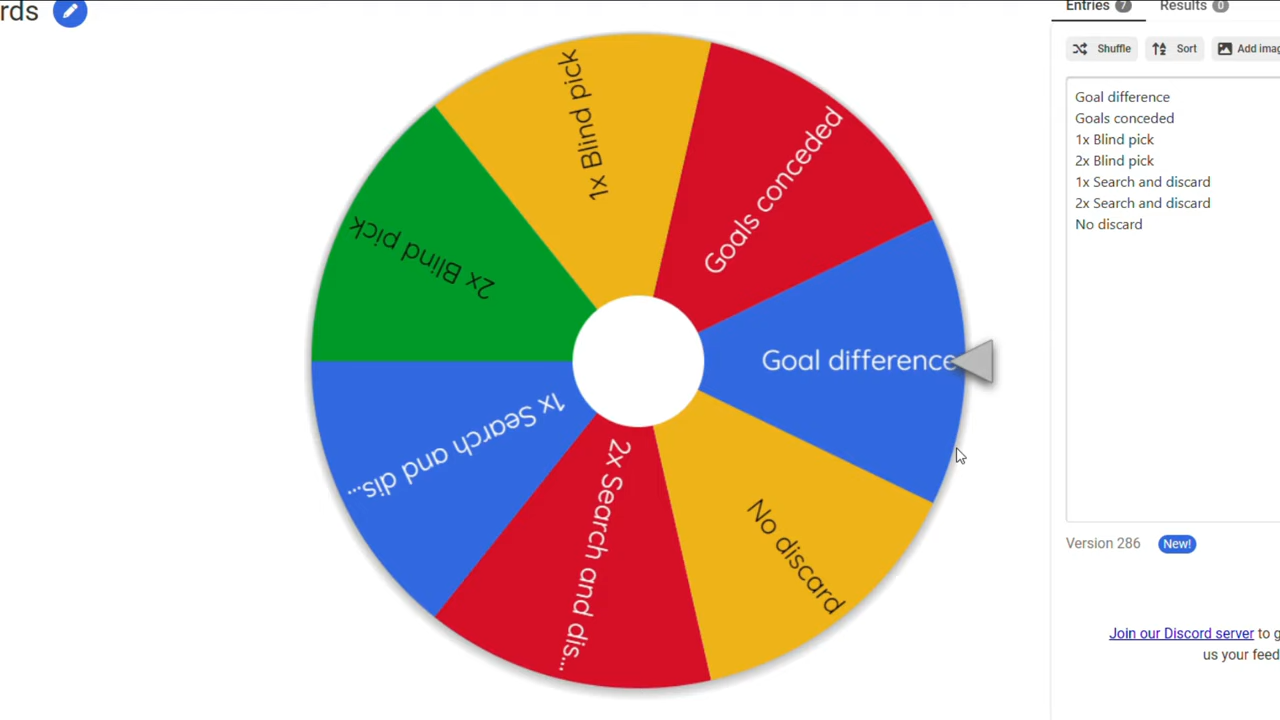 rds
Entries 7
Results 0
Shuffle
Sort
Add imag
Goal difference
Goals conceded
1x Blind pick
2x Blind pick
1x Search and discard
2x Search and discard
No discard
1x Blind pick
Goals conceded
2x Blind pick
Goal difference
1x Search and dis...
2x Search and dis...
No discard
Version 286
New!
Join our Discord server to g
us your feed